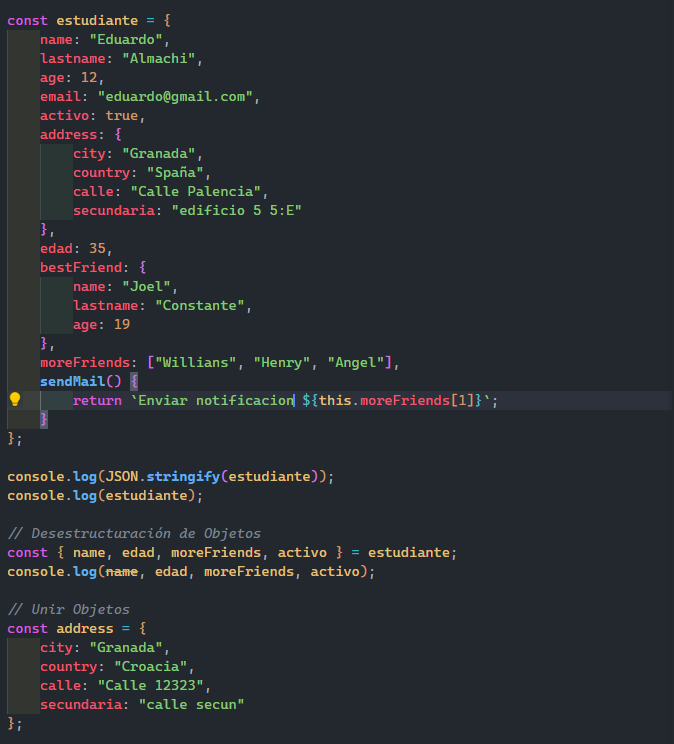 const estudiante = {
    name: "Eduardo",
    lastname: "Almachi",
    age: 12,
    email: "eduardo@gmail.com",
    activo: true,
    address: {
        city: "Granada",
        country: "Spaña",
        calle: "Calle Palencia",
        secundaria: "edificio 5 5:E"
    },
    edad: 35,
    bestFriend: {
        name: "Joel",
        lastname: "Constante",
        age: 19
    },
    moreFriends: ["Willians", "Henry", "Angel"],
    sendMail() {
        return `Enviar notificacion ${this.moreFriends[1]}`;
    }
};

console.log(JSON.stringify(estudiante));
console.log(estudiante);

// Desestructuración de Objetos
const { name, edad, moreFriends, activo } = estudiante;
console.log(name, edad, moreFriends, activo);

// Unir Objetos
const address = {
    city: "Granada",
    country: "Croacia",
    calle: "Calle 12323",
    secundaria: "calle secun"
};